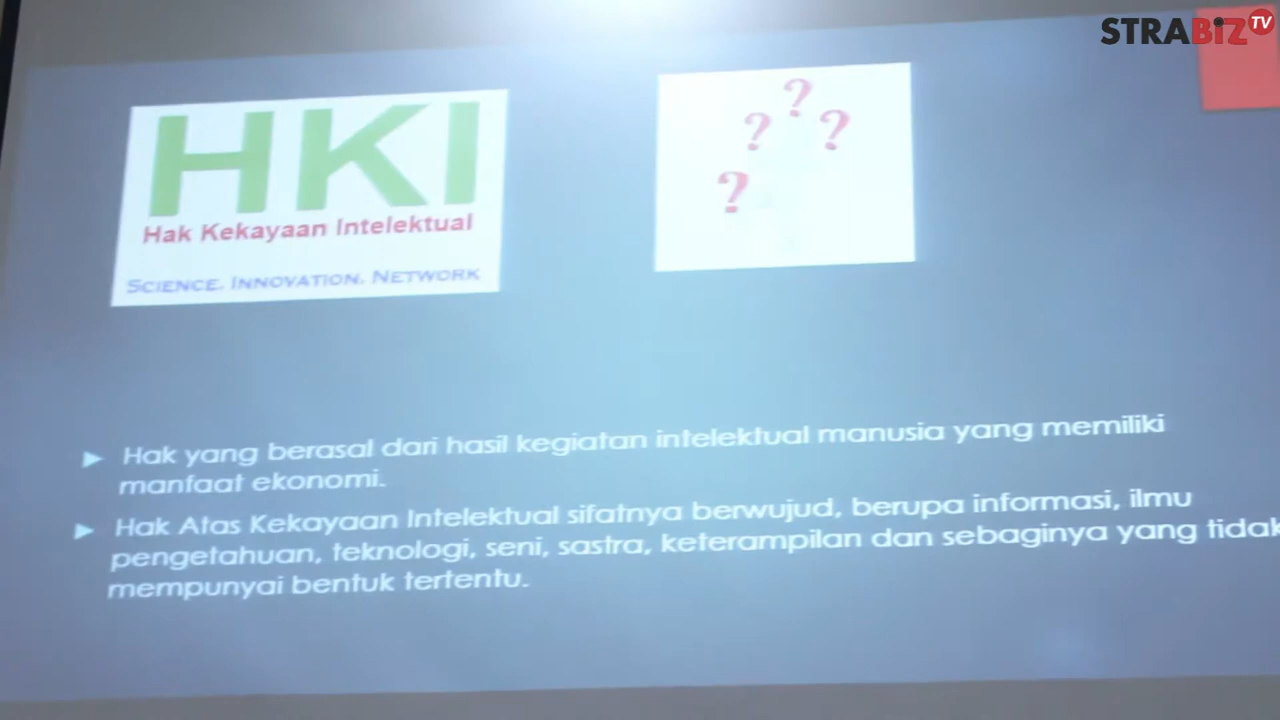 STRABIZ TV
HKI
Hak Kekayaan Intelektual
SCIENCE. INNOVATION. NETWORK
? ? ? ?
Hak yang berasal dari hasil kegiatan intelektual manusia yang memiliki
manfaat ekonomi.
Hak Atas Kekayaan Intelektual sifatnya berwujud, berupa informasi, ilmu
pengetahuan, teknologi, seni, sastra, keterampilan dan sebaginya yang tidak
mempunyai bentuk tertentu.